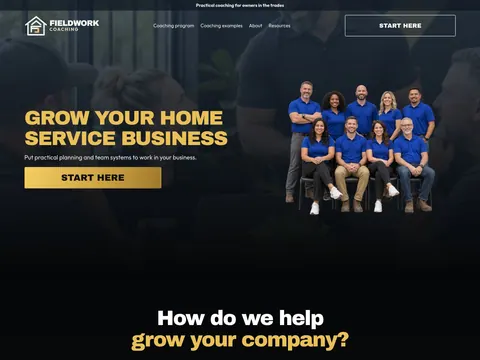 Practical coaching for owners in the trades
FIELDWORK
COACHING
Coaching program
Coaching examples
About
Resources
START HERE
GROW YOUR HOME
SERVICE BUSINESS
Put practical planning and team systems to work in your business.
START HERE
How do we help
grow your company?